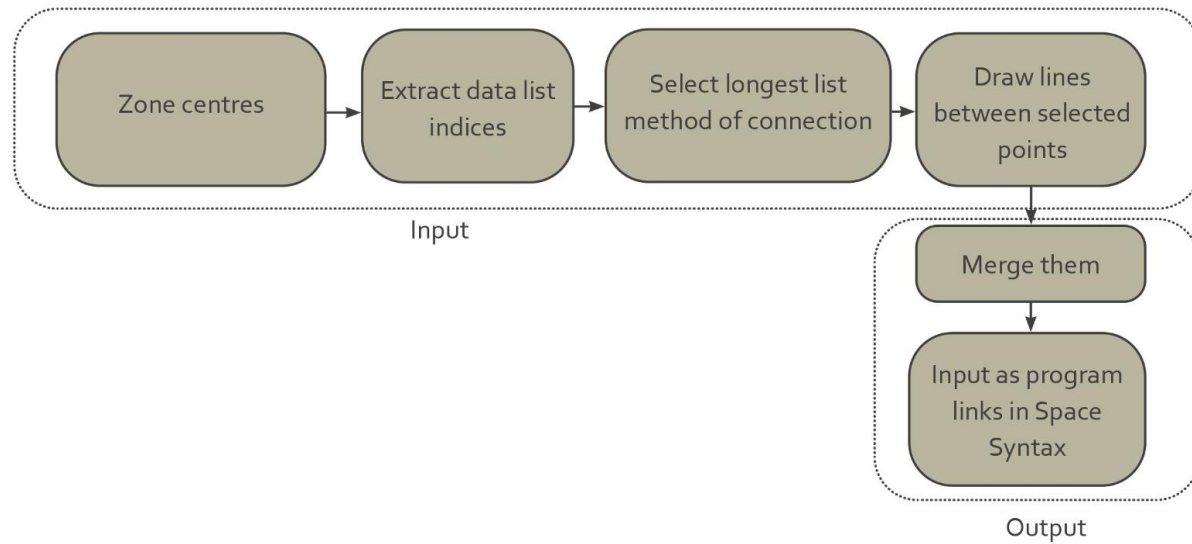 Zone centres
Extract data list
indices
Select longest list
method of connection
Draw lines
between selected
points
Input
Merge them
Input as program
links in Space
Syntax
Output